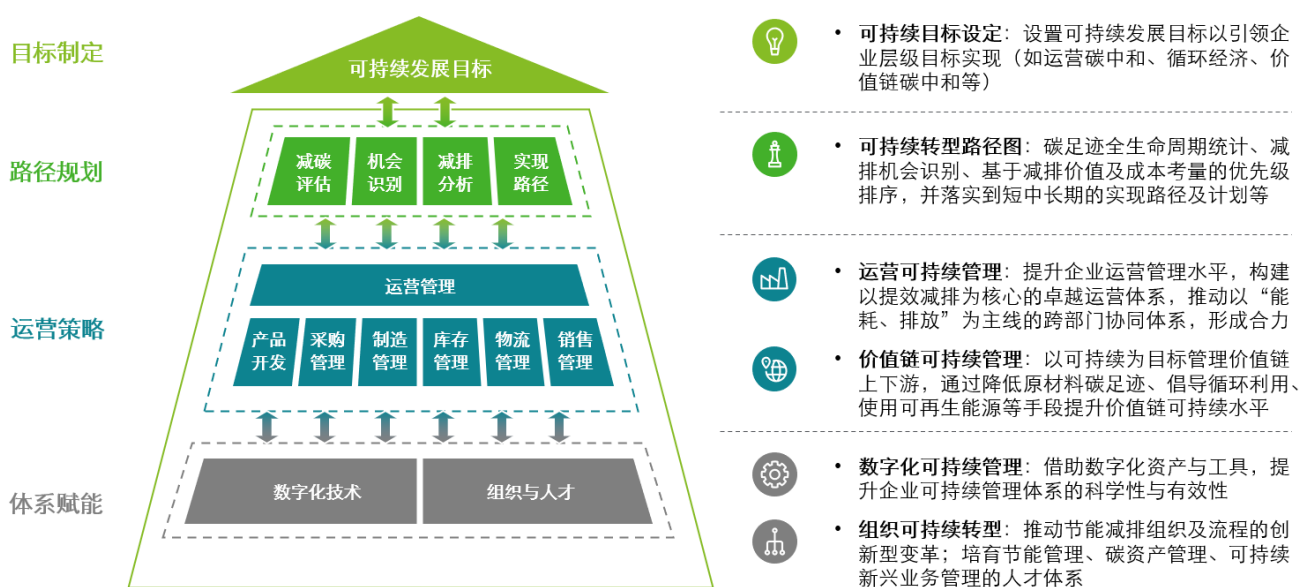 目标制定
可持续发展目标
• 可持续目标设定：设置可持续发展目标以引领企
业层级目标实现（如运营碳中和、循环经济、价
值链碳中和等）
路径规划
减碳
评估
机会
识别
减排
分析
实现
路径
• 可持续转型路径图：碳足迹全生命周期统计、减
排机会识别、基于减排价值及成本考量的优先级
排序，并落实到短中长期的实现路径及计划等
运营策略
运营管理
产品
开发
采购
管理
制造
管理
库存
管理
物流
管理
销售
管理
• 运营可持续管理：提升企业运营管理水平，构建
以提效减排为核心的卓越运营体系，推动以“能
耗、排放”为主线的跨部门协同体系，形成合力
• 价值链可持续管理：以可持续为目标管理价值链
上下游，通过降低原材料碳足迹、倡导循环利用、
使用可再生能源等手段提升价值链可持续水平
体系赋能
数字化技术
组织与人才
• 数字化可持续管理：借助数字化资产与工具，提
升企业可持续管理体系的科学性与有效性
• 组织可持续转型：推动节能减排组织及流程的创
新型变革；培育节能管理、碳资产管理、可持续
新兴业务管理的人才体系